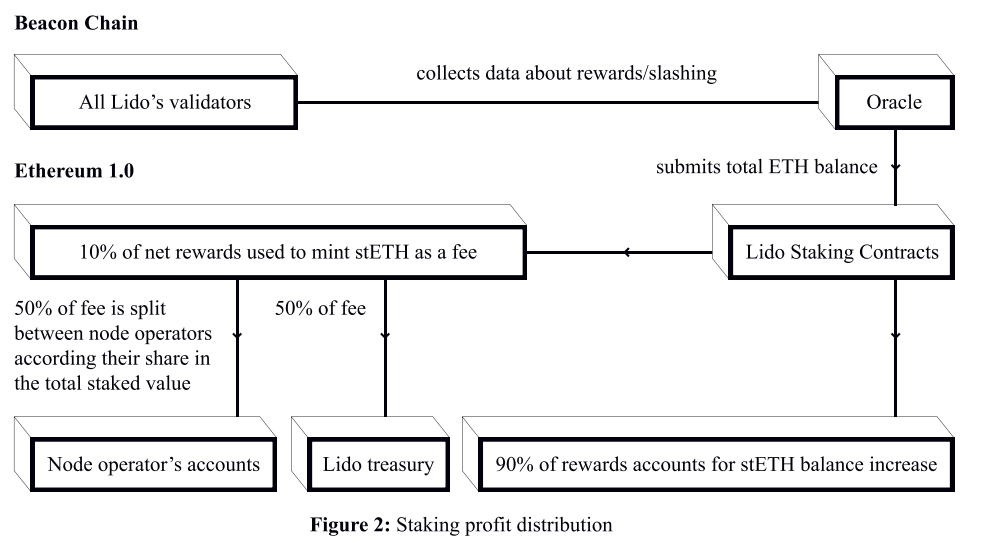 Beacon Chain
collects data about rewards/slashing
All Lido's validators
Oracle
Ethereum 1.0
submits total ETH balance
10% of net rewards used to mint stETH as a fee
Lido Staking Contracts
50% of fee is split
between node operators
according their share in
the total staked value
50% of fee
Node operator's accounts
Lido treasury
90% of rewards accounts for stETH balance increase
Figure 2: Staking profit distribution